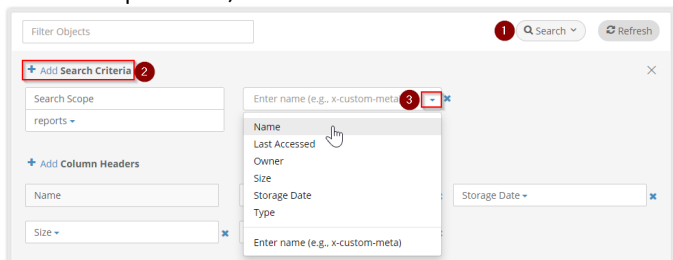 Filter Objects
1 Search
Refresh
+ Add Search Criteria 2
Search Scope
Enter name (e.g., x-custom-meta 3
reports
Name
Last Accessed
Owner
Size
Storage Date
Type
Enter name (e.g., x-custom-meta)
+ Add Column Headers
Name
Storage Date
Size